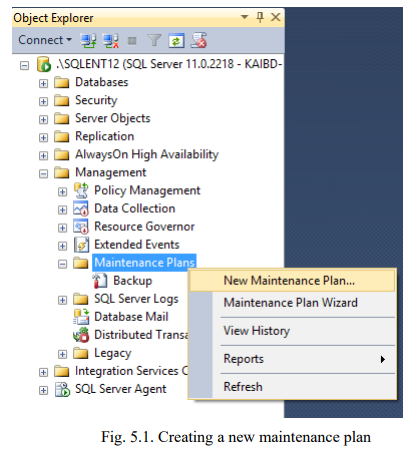 Object Explorer
Connect
.\SQLENT12 (SQL Server 11.0.2218 - KAIBD-
Databases
Security
Server Objects
Replication
AlwaysOn High Availability
Management
Policy Management
Data Collection
Resource Governor
Extended Events
Maintenance Plans
Backup
SQL Server Logs
Database Mail
Distributed Transa
Legacy
Integration Services C
SQL Server Agent
New Maintenance Plan...
Maintenance Plan Wizard
View History
Reports
Refresh
Fig. 5.1. Creating a new maintenance plan